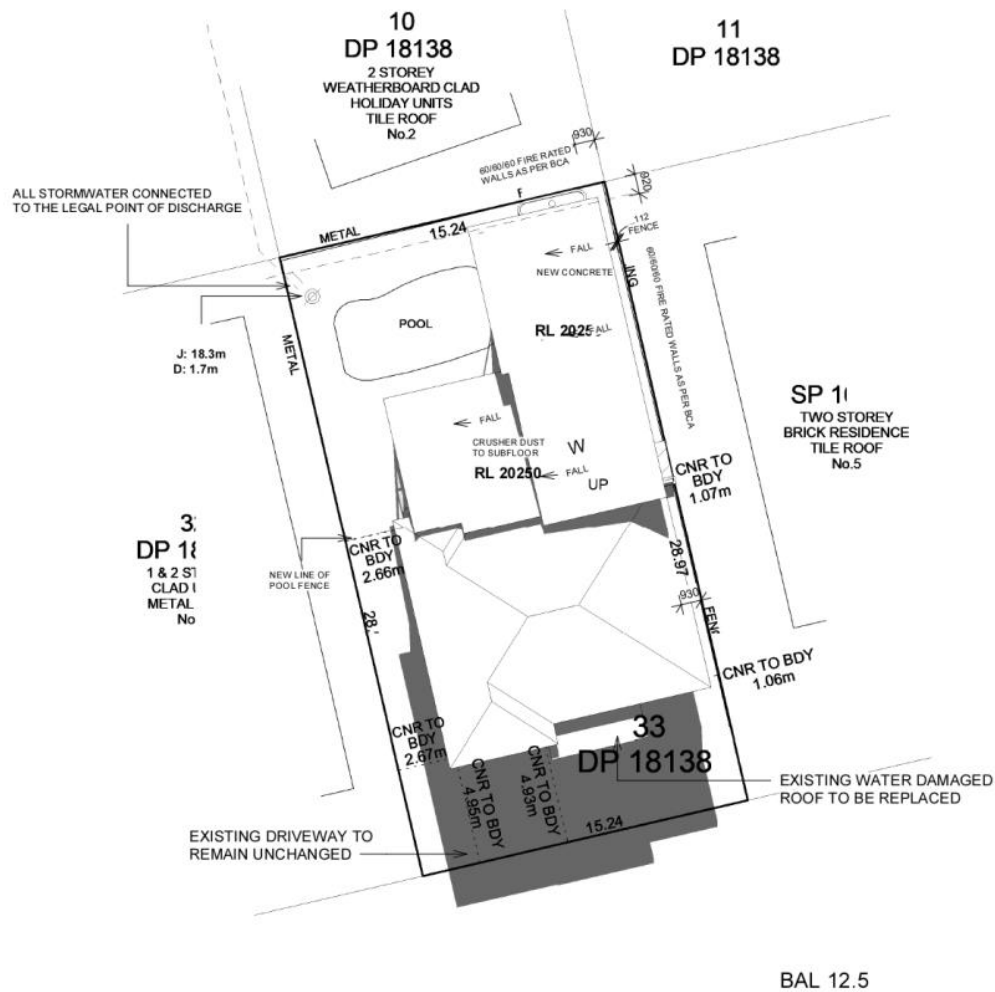 10
DP 18138
2 STOREY
WEATHERBOARD CLAD
HOLIDAY UNITS
TILE ROOF
No.2
11
DP 18138
930
60/60/60 FIRE RATED
WALLS AS PER BCA
920
ALL STORMWATER CONNECTED
TO THE LEGAL POINT OF DISCHARGE
METAL
15.24
F
112
FENCE
ING
60/60/60 FIRE RATED WALLS AS PER BCA
FALL
NEW CONCRETE
POOL
RL 2025
FALL
METAL
J: 18.3m
D: 1.7m
SP 1
TWO STOREY
BRICK RESIDENCE
TILE ROOF
No.5
FALL
CRUSHER DUST
TO SUBFLOOR
RL 20250
W
FALL
UP
CNR TO
BDY
1.07m
3
DP 18
1 & 2 ST
CLAD
METAL
No
NEW LINE OF
POOL FENCE
CNR TO
BDY
2.66m
28.
28.97
930
FEN
CNR TO BDY
1.06m
CNR TO
BDY
2.67m
33
DP 18138
CNR TO BDY
4.95m
CNR TO BDY
4.93m
EXISTING WATER DAMAGED
ROOF TO BE REPLACED
15.24
EXISTING DRIVEWAY TO
REMAIN UNCHANGED
BAL 12.5